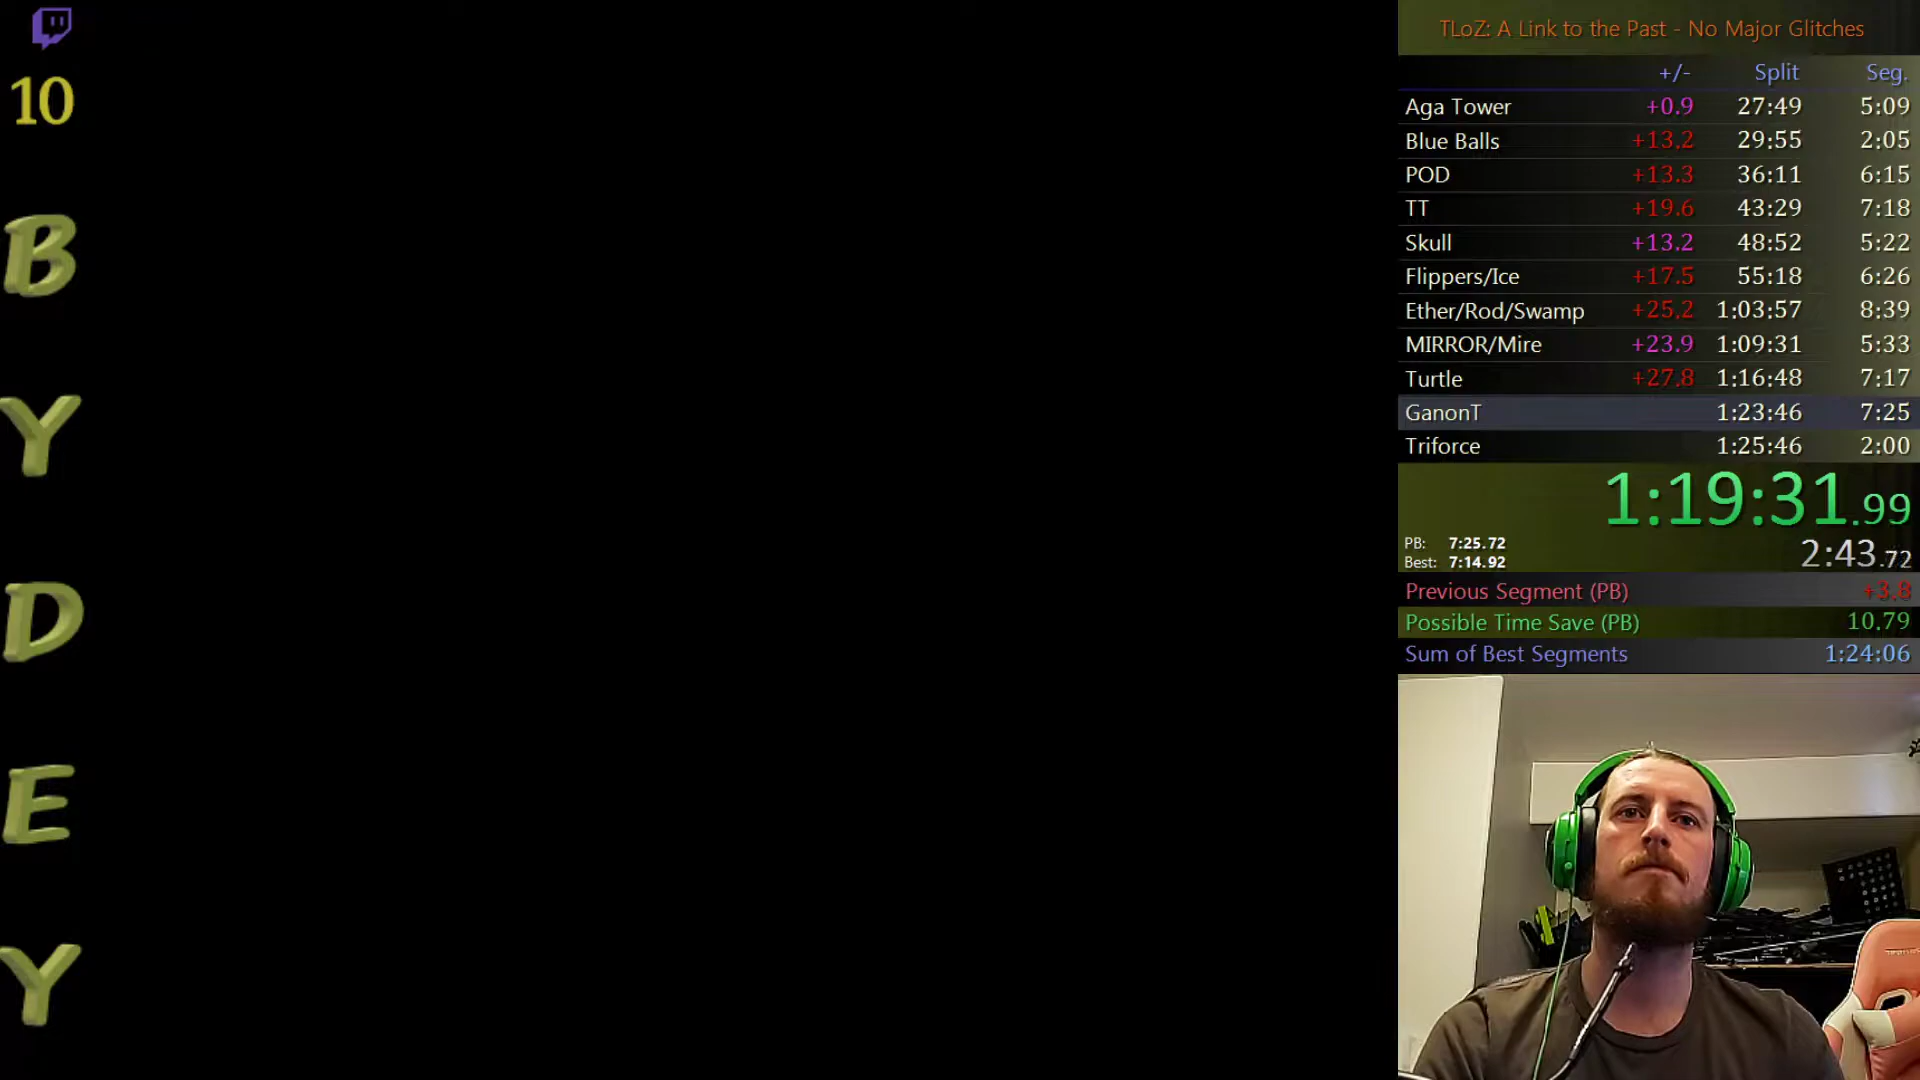 10
B
Y
D
E
Y
TLoZ: A Link to the Past - No Major Glitches
+/- Split Seg.
Aga Tower +0.9 27:49 5:09
Blue Balls +13.2 29:55 2:05
POD +13.3 36:11 6:15
TT +19.6 43:29 7:18
Skull +13.2 48:52 5:22
Flippers/Ice +17.5 55:18 6:26
Ether/Rod/Swamp +25.2 1:03:57 8:39
MIRROR/Mire +23.9 1:09:31 5:33
Turtle +27.8 1:16:48 7:17
GanonT 1:23:46 7:25
Triforce 1:25:46 2:00
1:19:31.99
PB: 7:25.72
Best: 7:14.92
2:43.72
Previous Segment (PB) +3.8
Possible Time Save (PB) 10.79
Sum of Best Segments 1:24:06